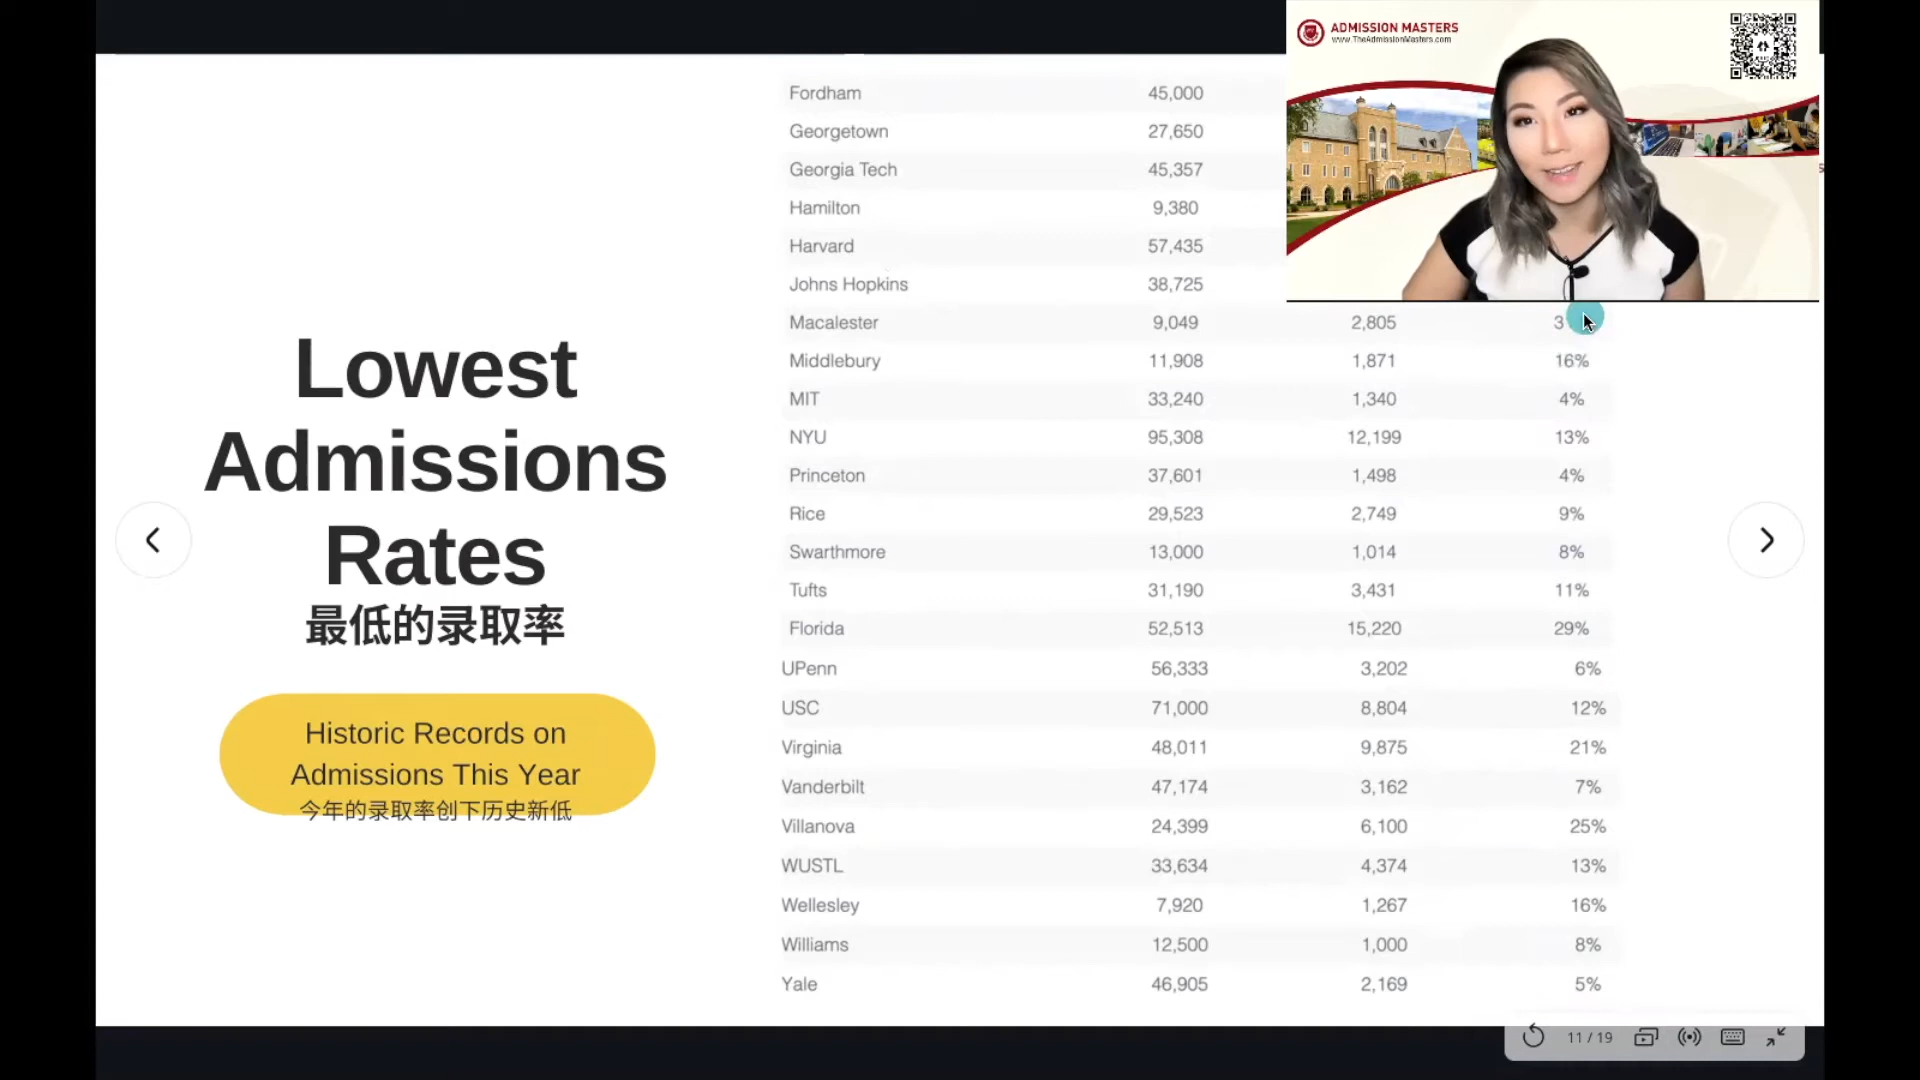 ADMISSION MASTERS
www.TheAdmissionMasters.com
Lowest
Admissions
Rates
最低的录取率
Historic Records on
Admissions This Year
今年的录取率创下历史新低
Fordham 45,000
Georgetown 27,650
Georgia Tech 45,357
Hamilton 9,380
Harvard 57,435
Johns Hopkins 38,725
Macalester 9,049 2,805 3
Middlebury 11,908 1,871 16%
MIT 33,240 1,340 4%
NYU 95,308 12,199 13%
Princeton 37,601 1,498 4%
Rice 29,523 2,749 9%
Swarthmore 13,000 1,014 8%
Tufts 31,190 3,431 11%
Florida 52,513 15,220 29%
UPenn 56,333 3,202 6%
USC 71,000 8,804 12%
Virginia 48,011 9,875 21%
Vanderbilt 47,174 3,162 7%
Villanova 24,399 6,100 25%
WUSTL 33,634 4,374 13%
Wellesley 7,920 1,267 16%
Williams 12,500 1,000 8%
Yale 46,905 2,169 5%
11 / 19